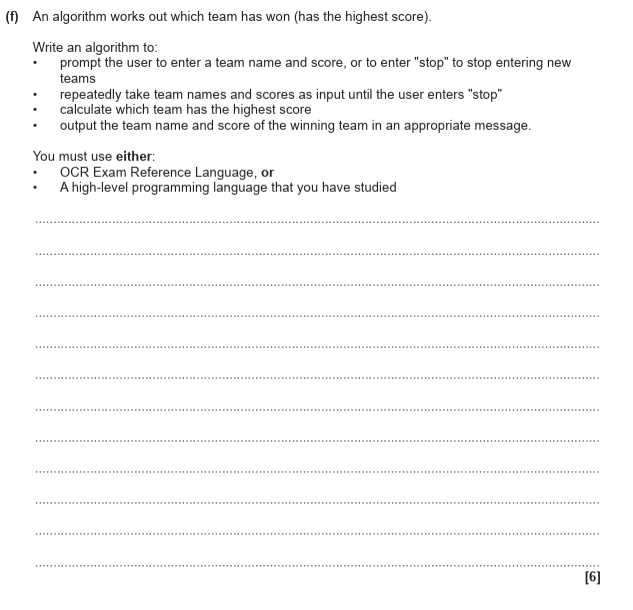 (f) An algorithm works out which team has won (has the highest score).
Write an algorithm to:
• prompt the user to enter a team name and score, or to enter "stop" to stop entering new
teams
• repeatedly take team names and scores as input until the user enters "stop"
• calculate which team has the highest score
• output the team name and score of the winning team in an appropriate message.
You must use either:
• OCR Exam Reference Language, or
• A high-level programming language that you have studied
[6]